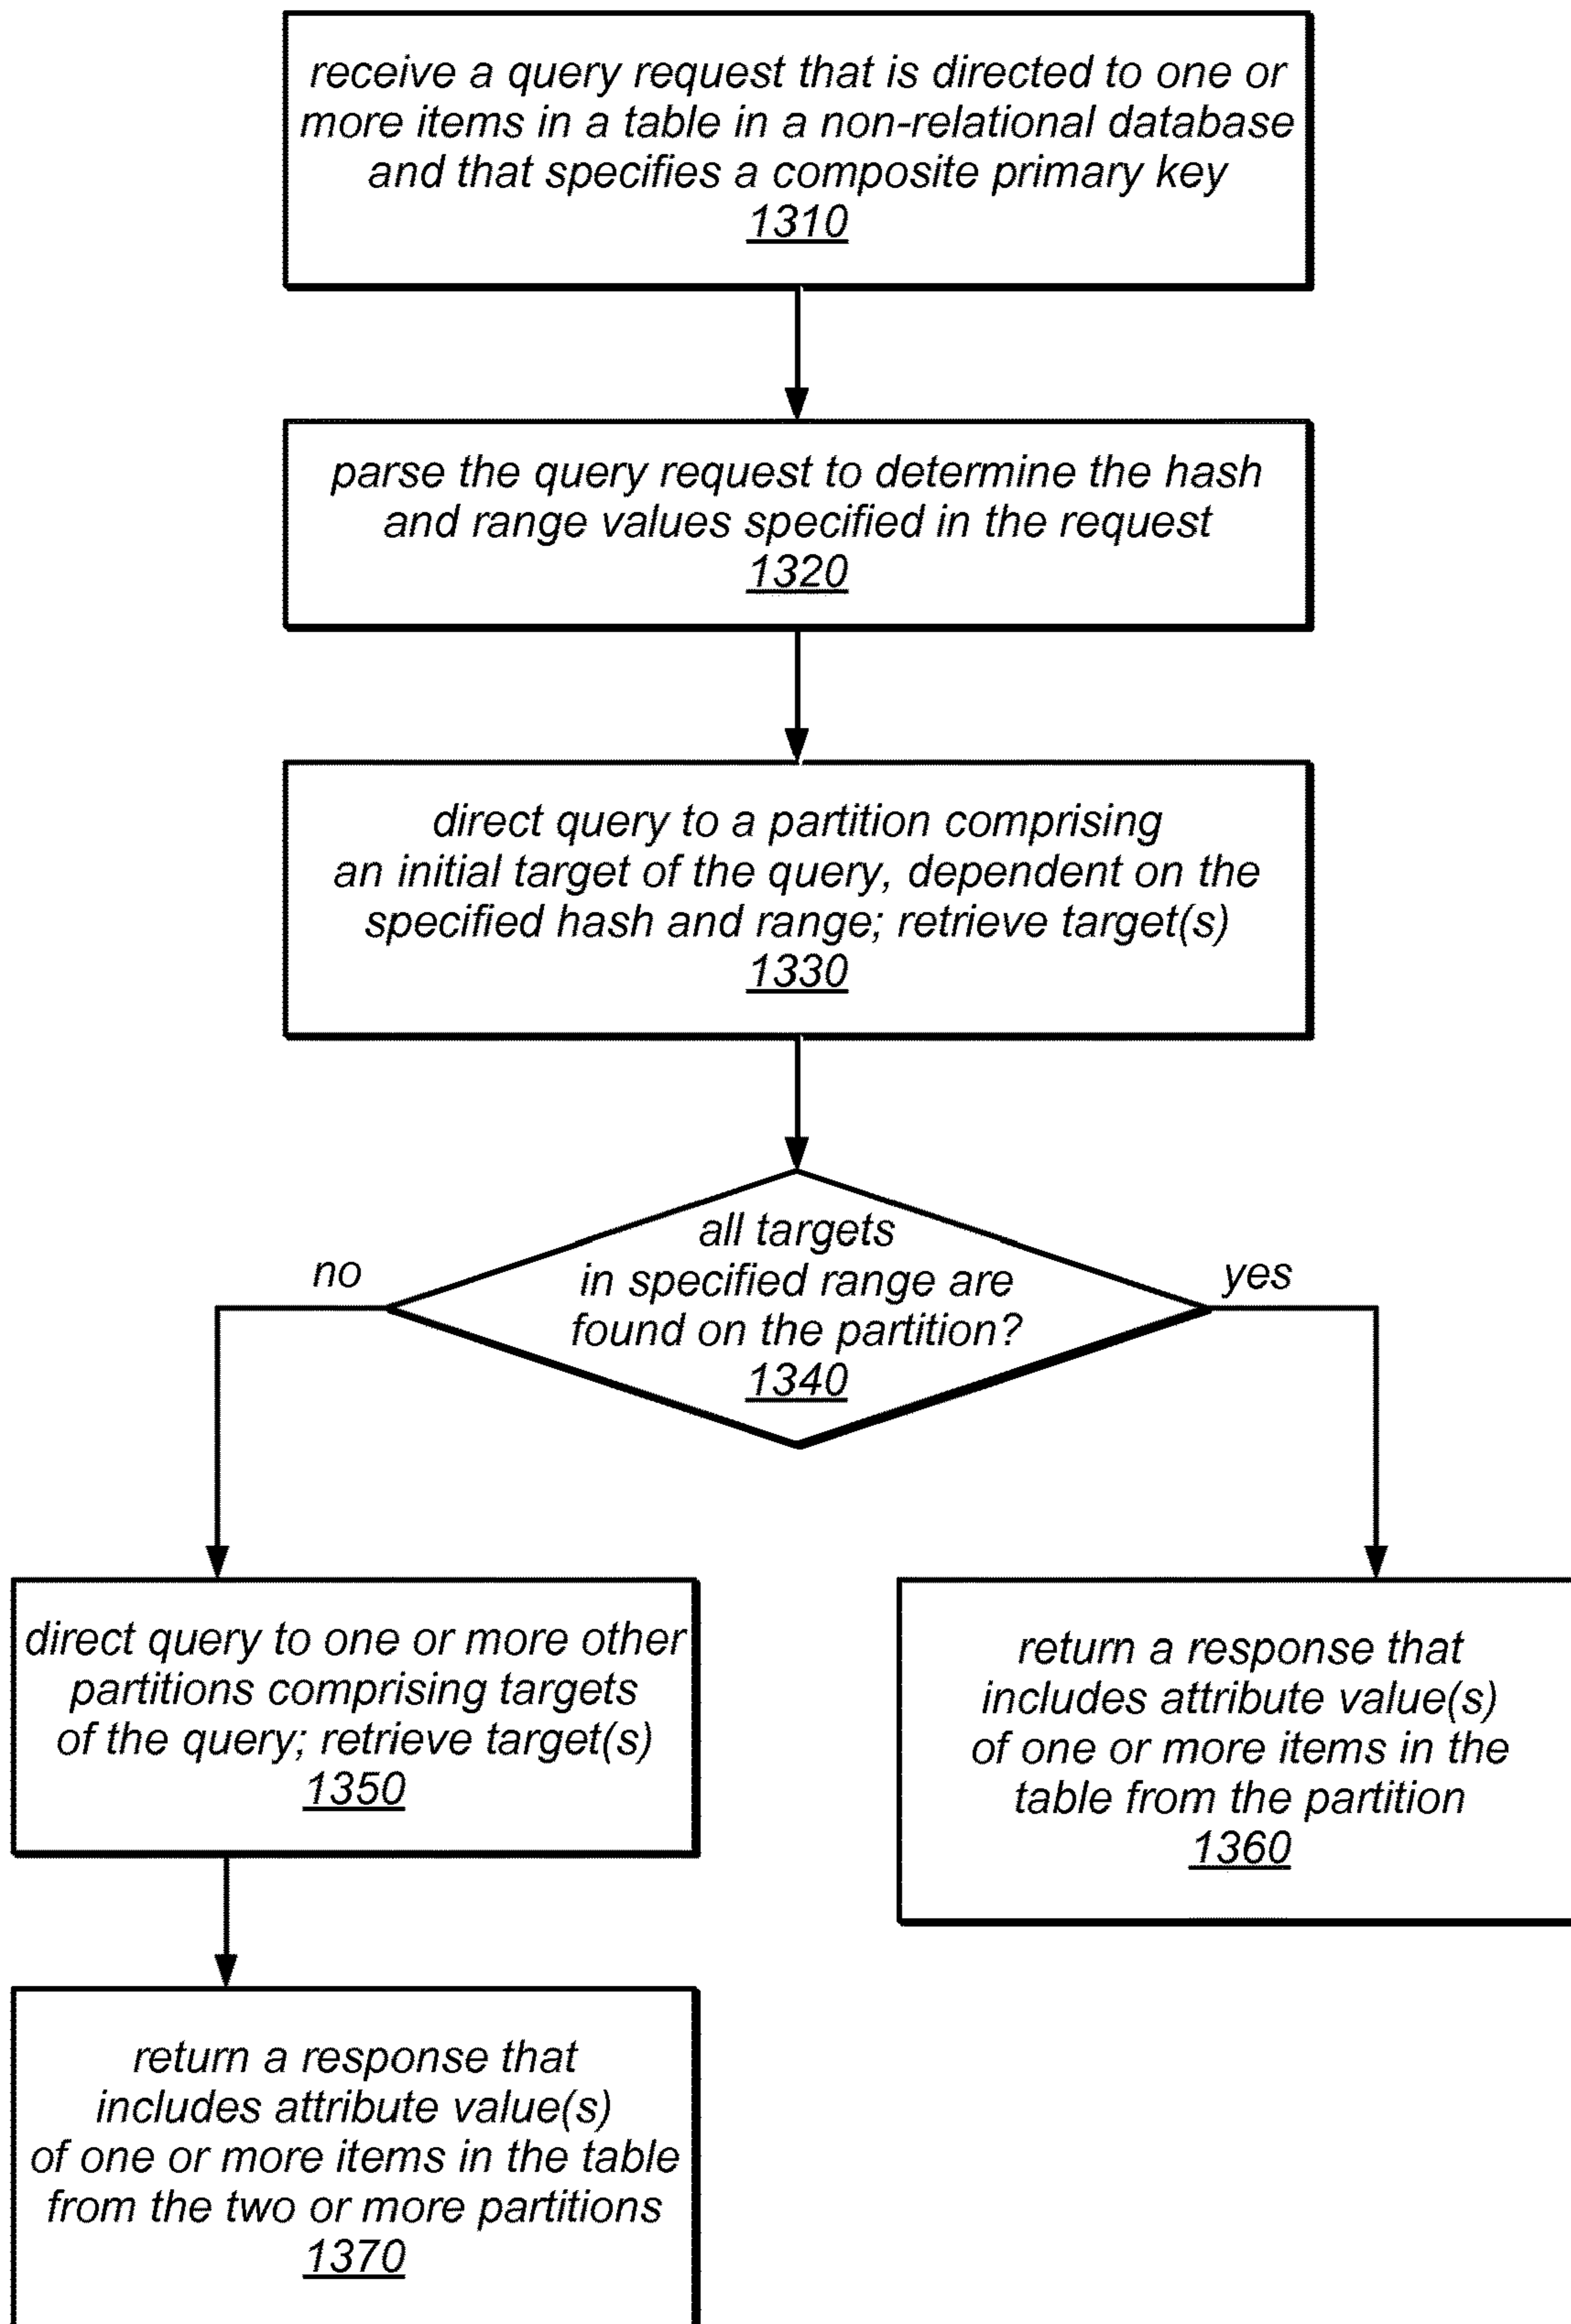 receive a query request that is directed to one or
more items in a table in a non-relational database
and that specifies a composite primary key
1310
parse the query request to determine the hash
and range values specified in the request
1320
direct query to a partition comprising
an initial target of the query, dependent on the
specified hash and range; retrieve target(s)
1330
all targets
in specified range are
found on the partition?
1340
no
yes
direct query to one or more other
partitions comprising targets
of the query; retrieve target(s)
1350
return a response that
includes attribute value(s)
of one or more items in the
table from the partition
1360
return a response that
includes attribute value(s)
of one or more items in the table
from the two or more partitions
1370